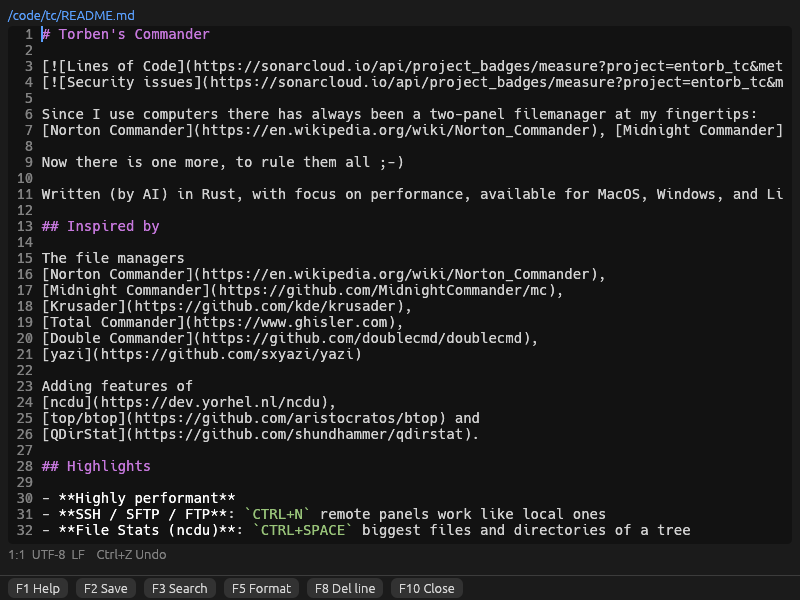 /code/tc/README.md
1 # Torben's Commander
2
3 [![Lines of Code](https://sonarcloud.io/api/project_badges/measure?project=entorb_tc&met
4 [![Security issues](https://sonarcloud.io/api/project_badges/measure?project=entorb_tc&m
5
6 Since I use computers there has always been a two-panel filemanager at my fingertips:
7 [Norton Commander](https://en.wikipedia.org/wiki/Norton_Commander), [Midnight Commander]
8
9 Now there is one more, to rule them all ;-)
10
11 Written (by AI) in Rust, with focus on performance, available for MacOS, Windows, and Li
12
13 ## Inspired by
14
15 The file managers
16 [Norton Commander](https://en.wikipedia.org/wiki/Norton_Commander),
17 [Midnight Commander](https://github.com/MidnightCommander/mc),
18 [Krusader](https://github.com/kde/krusader),
19 [Total Commander](https://www.ghisler.com),
20 [Double Commander](https://github.com/doublecmd/doublecmd),
21 [yazi](https://github.com/sxyazi/yazi)
22
23 Adding features of
24 [ncdu](https://dev.yorhel.nl/ncdu),
25 [top/btop](https://github.com/aristocratos/btop) and
26 [QDirStat](https://github.com/shundhammer/qdirstat).
27
28 ## Highlights
29
30 - **Highly performant**
31 - **SSH / SFTP / FTP**: `CTRL+N` remote panels work like local ones
32 - **File Stats (ncdu)**: `CTRL+SPACE` biggest files and directories of a tree
1:1 UTF-8 LF Ctrl+Z Undo
F1 Help F2 Save F3 Search F5 Format F8 Del line F10 Close